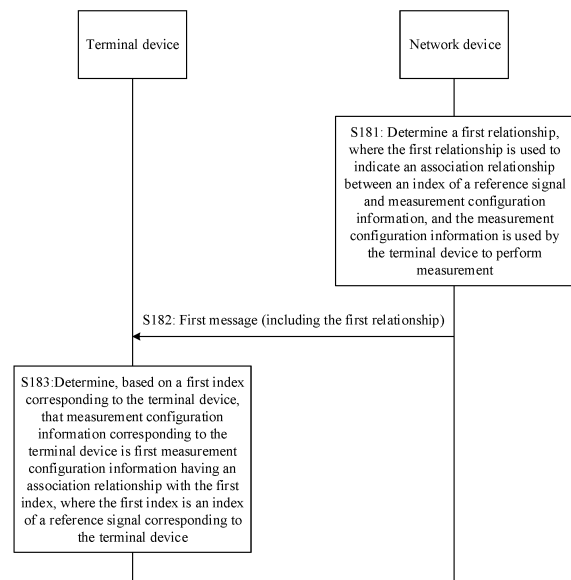 Terminal device
Network device
S181: Determine a first relationship,
where the first relationship is used to
indicate an association relationship
between an index of a reference signal
and measurement configuration
information, and the measurement
configuration information is used by
the terminal device to perform
measurement
S182: First message (including the first relationship)
S183:Determine, based on a first index
corresponding to the terminal device,
that measurement configuration
information corresponding to the
terminal device is first measurement
configuration information having an
association relationship with the first
index, where the first index is an index
of a reference signal corresponding to
the terminal device